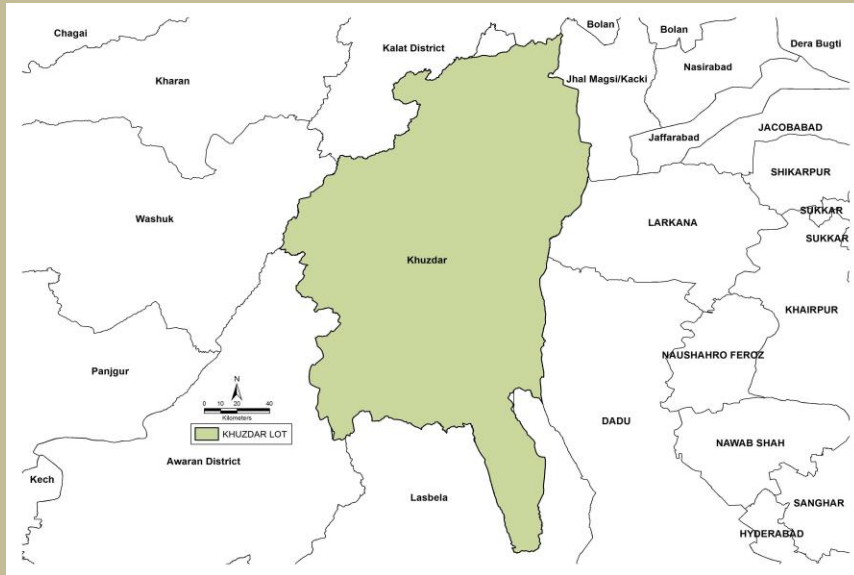 Chagai
Kalat District
Bolan
Bolan
Dera Bugti
Kharan
Jhal Magsi/Kacki
Nasirabad
Jaffarabad
JACOBABAD
SHIKARPUR
Washuk
LARKANA
SUKKAR
SUKKAR
Khuzdar
KHAIRPUR
Panjgur
NAUSHAHRO FEROZ
N
0 10 20 40
Kilometers
KHUZDAR LOT
DADU
NAWAB SHAH
Awaran District
Kech
Lasbela
SANGHAR
HYDERABAD